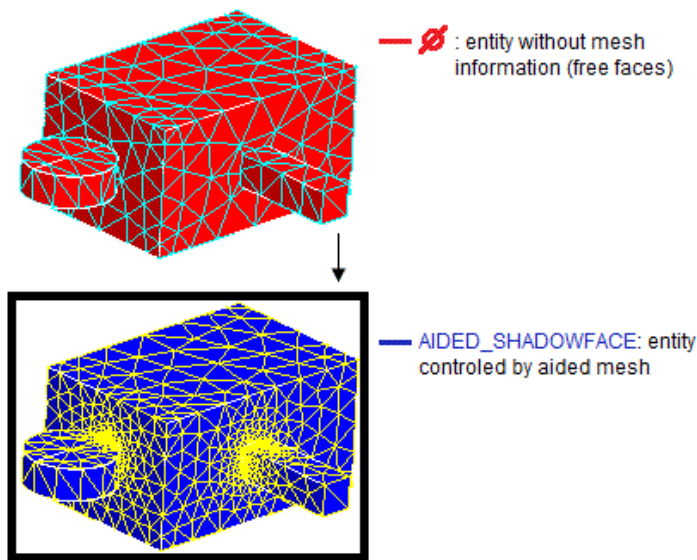 Ø : entity without mesh
information (free faces)
AIDED_SHADOWFACE: entity
controled by aided mesh